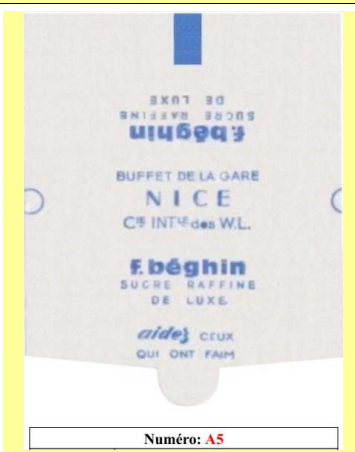 DE LUXE
SUCRE RAFFINE
f.béghin
BUFFET DE LA GARE
NICE
Cie INTLE des W.L.
f.béghin
SUCRE RAFFINE
DE LUXE
aidez CEUX
QUI ONT FAIM
Numéro: A5